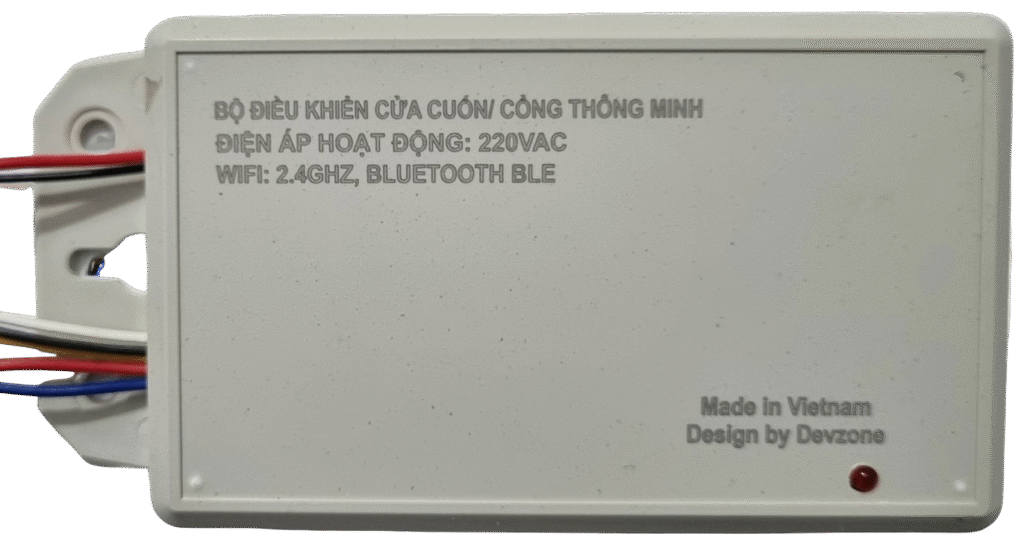 BỘ ĐIỀU KHIỂN CỬA CUỐN/ CỔNG THÔNG MINH
ĐIỆN ÁP HOẠT ĐỘNG: 220VAC
WIFI: 2.4GHZ, BLUETOOTH BLE
Made in Vietnam
Design by Devzone